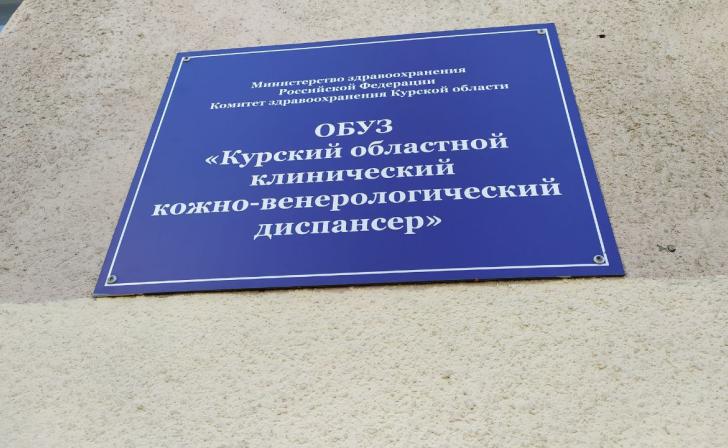 Министерство здравоохранения
Российской Федерации
Комитет здравоохранения Курской области
ОБУЗ
«Курский областной
клинический
кожно-венерологический
диспансер»